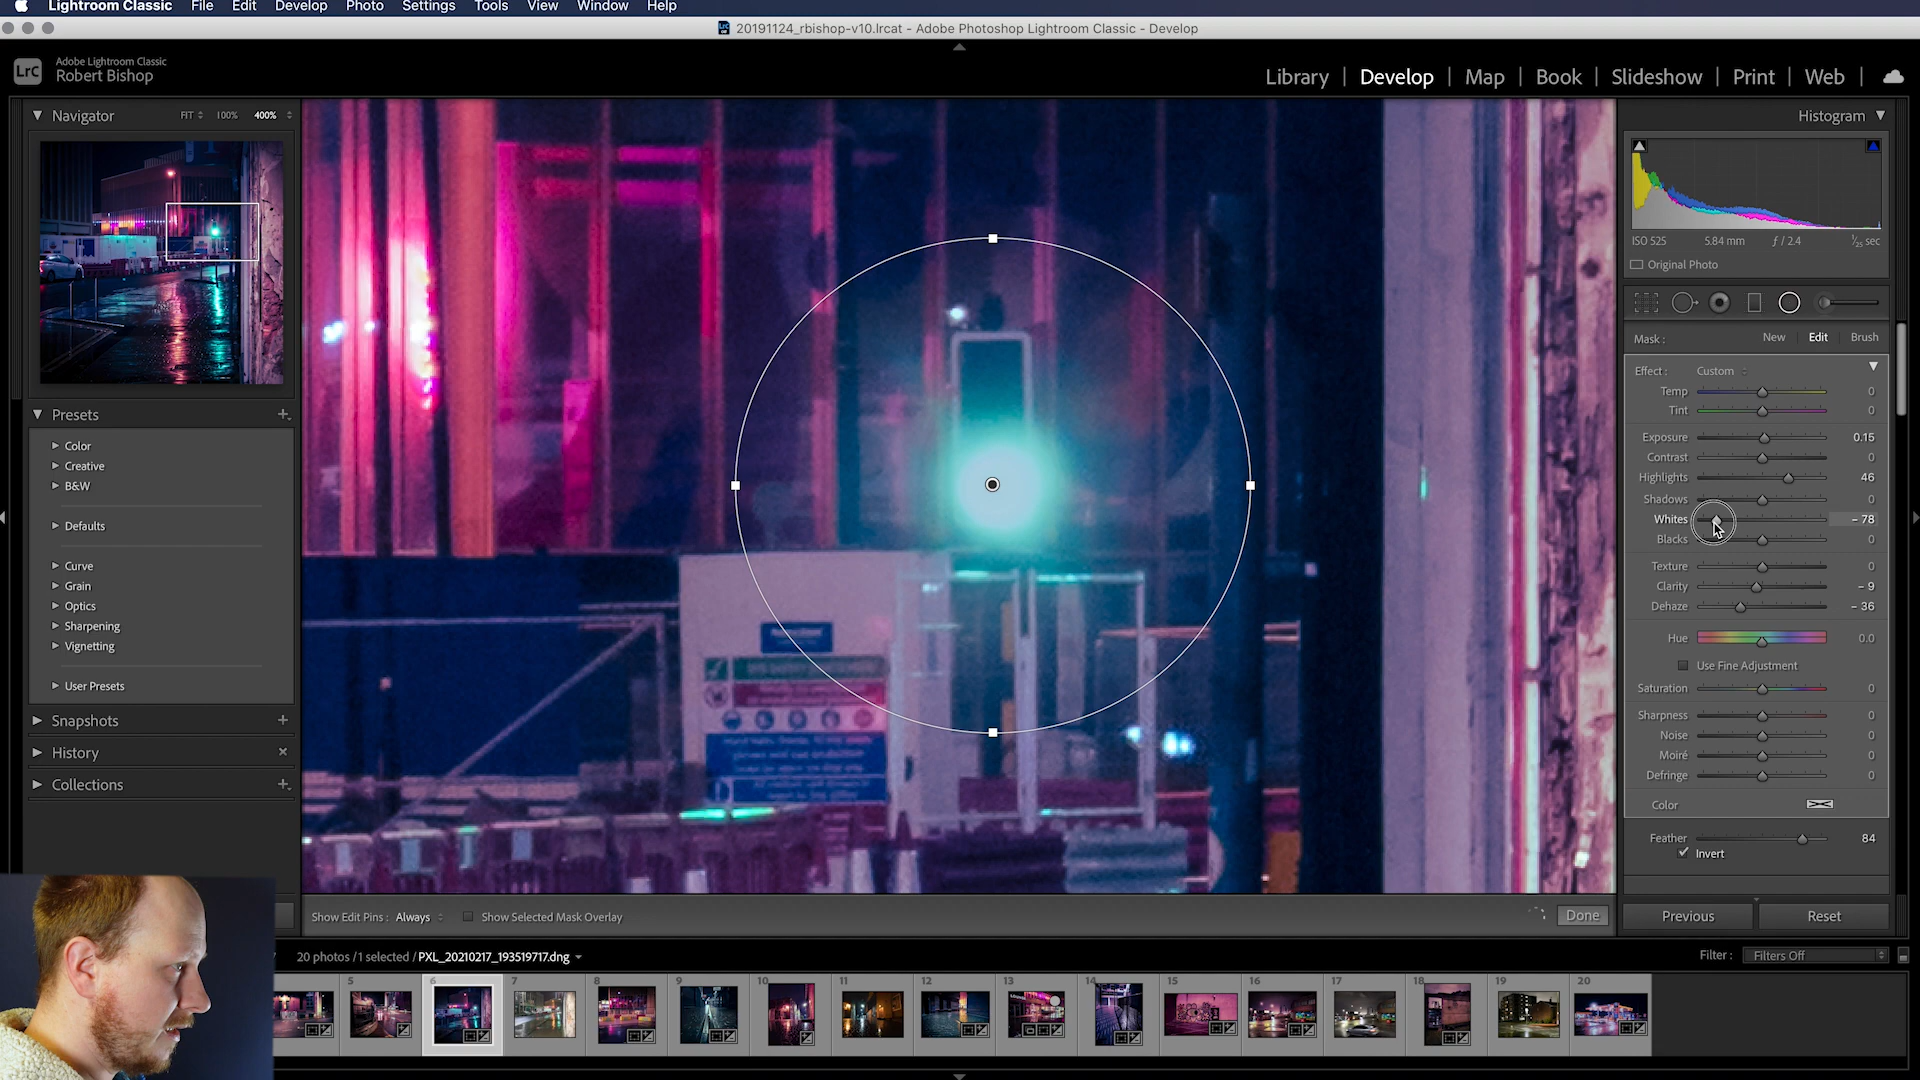 Lightroom Classic File Edit Develop Photo Settings Tools View Window Help
20191124_rbishop-v10.lrcat - Adobe Photoshop Lightroom Classic - Develop
LrC
Adobe Lightroom Classic
Robert Bishop
Library | Develop | Map | Book | Slideshow | Print | Web |
Navigator FIT 100% 400%
Presets
Color
Creative
B&W
Defaults
Curve
Grain
Optics
Sharpening
Vignetting
User Presets
Snapshots
History
Collections
Histogram
ISO 525 5.84 mm ƒ / 2.4 1/25 sec
Original Photo
Mask : New Edit Brush
Effect : Custom
Temp 0
Tint 0
Exposure 0.15
Contrast 0
Highlights 46
Shadows 0
Whites – 78
Blacks 0
Texture 0
Clarity – 9
Dehaze – 36
Hue 0.0
Use Fine Adjustment
Saturation 0
Sharpness 0
Noise 0
Moiré 0
Defringe 0
Color
Feather 84
Invert
Previous Reset
Show Edit Pins : Always Show Selected Mask Overlay Done
20 photos / 1 selected / PXL_20210217_193519717.dng
Filter : Filters Off
5 6 7 8 9 10 11 12 13 14 15 16 17 18 19 20